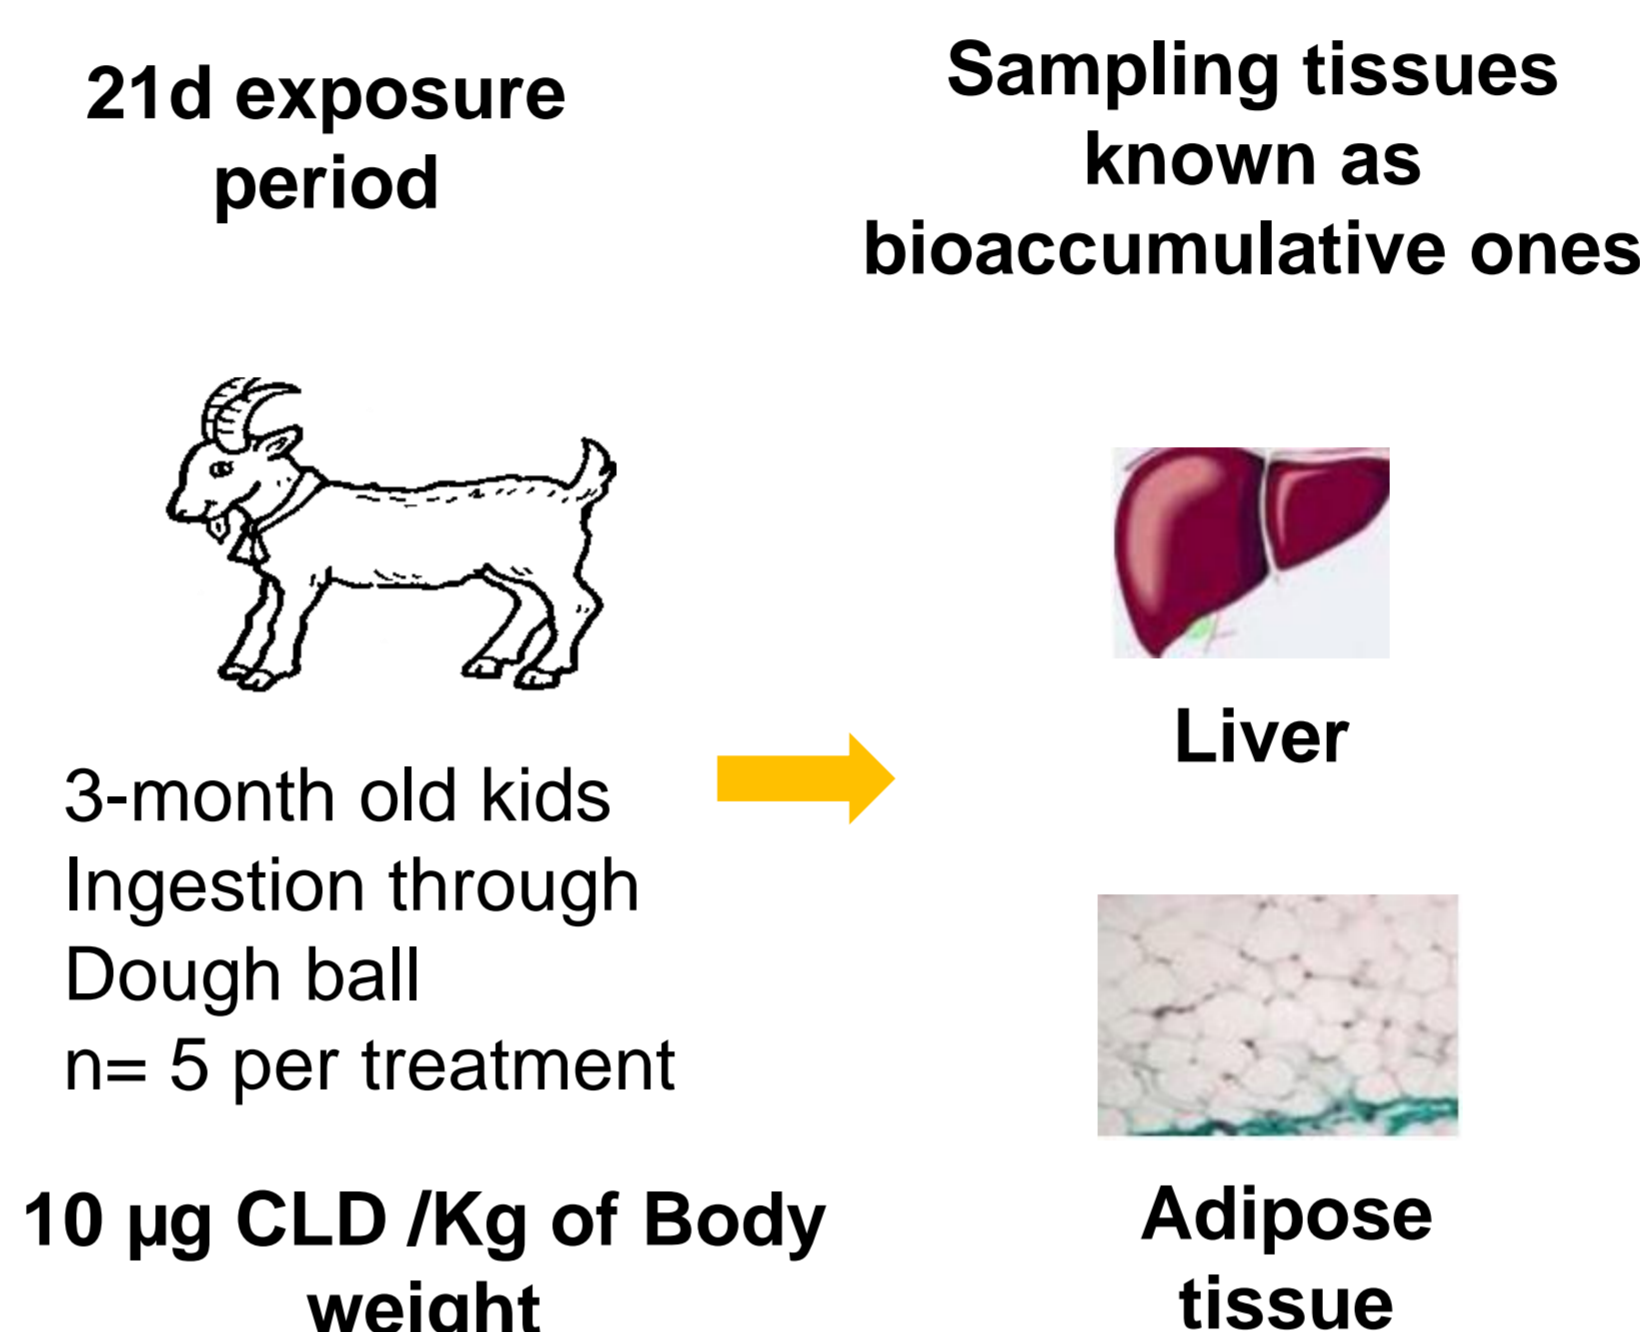 21d exposure
period
Sampling tissues
known as
bioaccumulative ones
3-month old kids
Ingestion through
Dough ball
n= 5 per treatment
10 µg CLD /Kg of Body
weight
Liver
Adipose
tissue